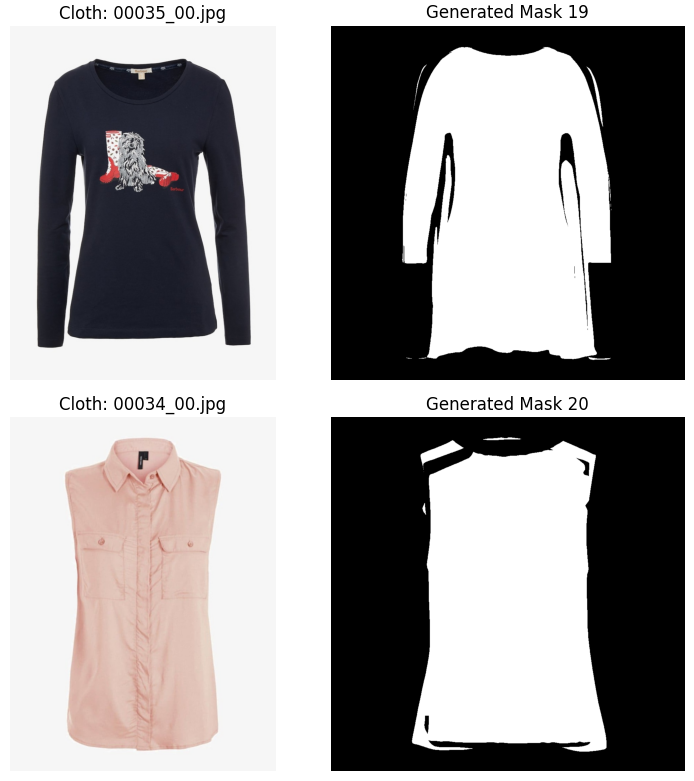 Cloth: 00035_00.jpg
Generated Mask 19
Cloth: 00034_00.jpg
Generated Mask 20